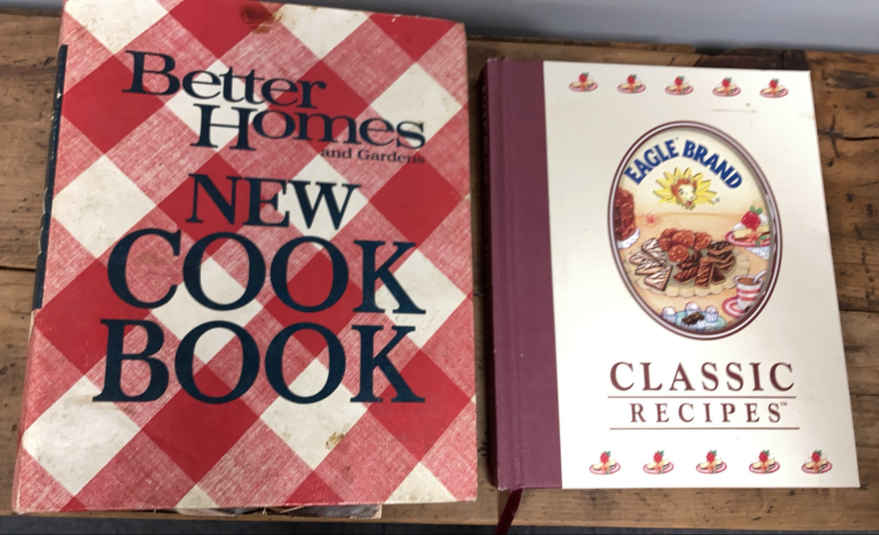 Better
Homes
and Gardens
NEW
COOK
BOOK
EAGLE BRAND
CLASSIC
RECIPES™